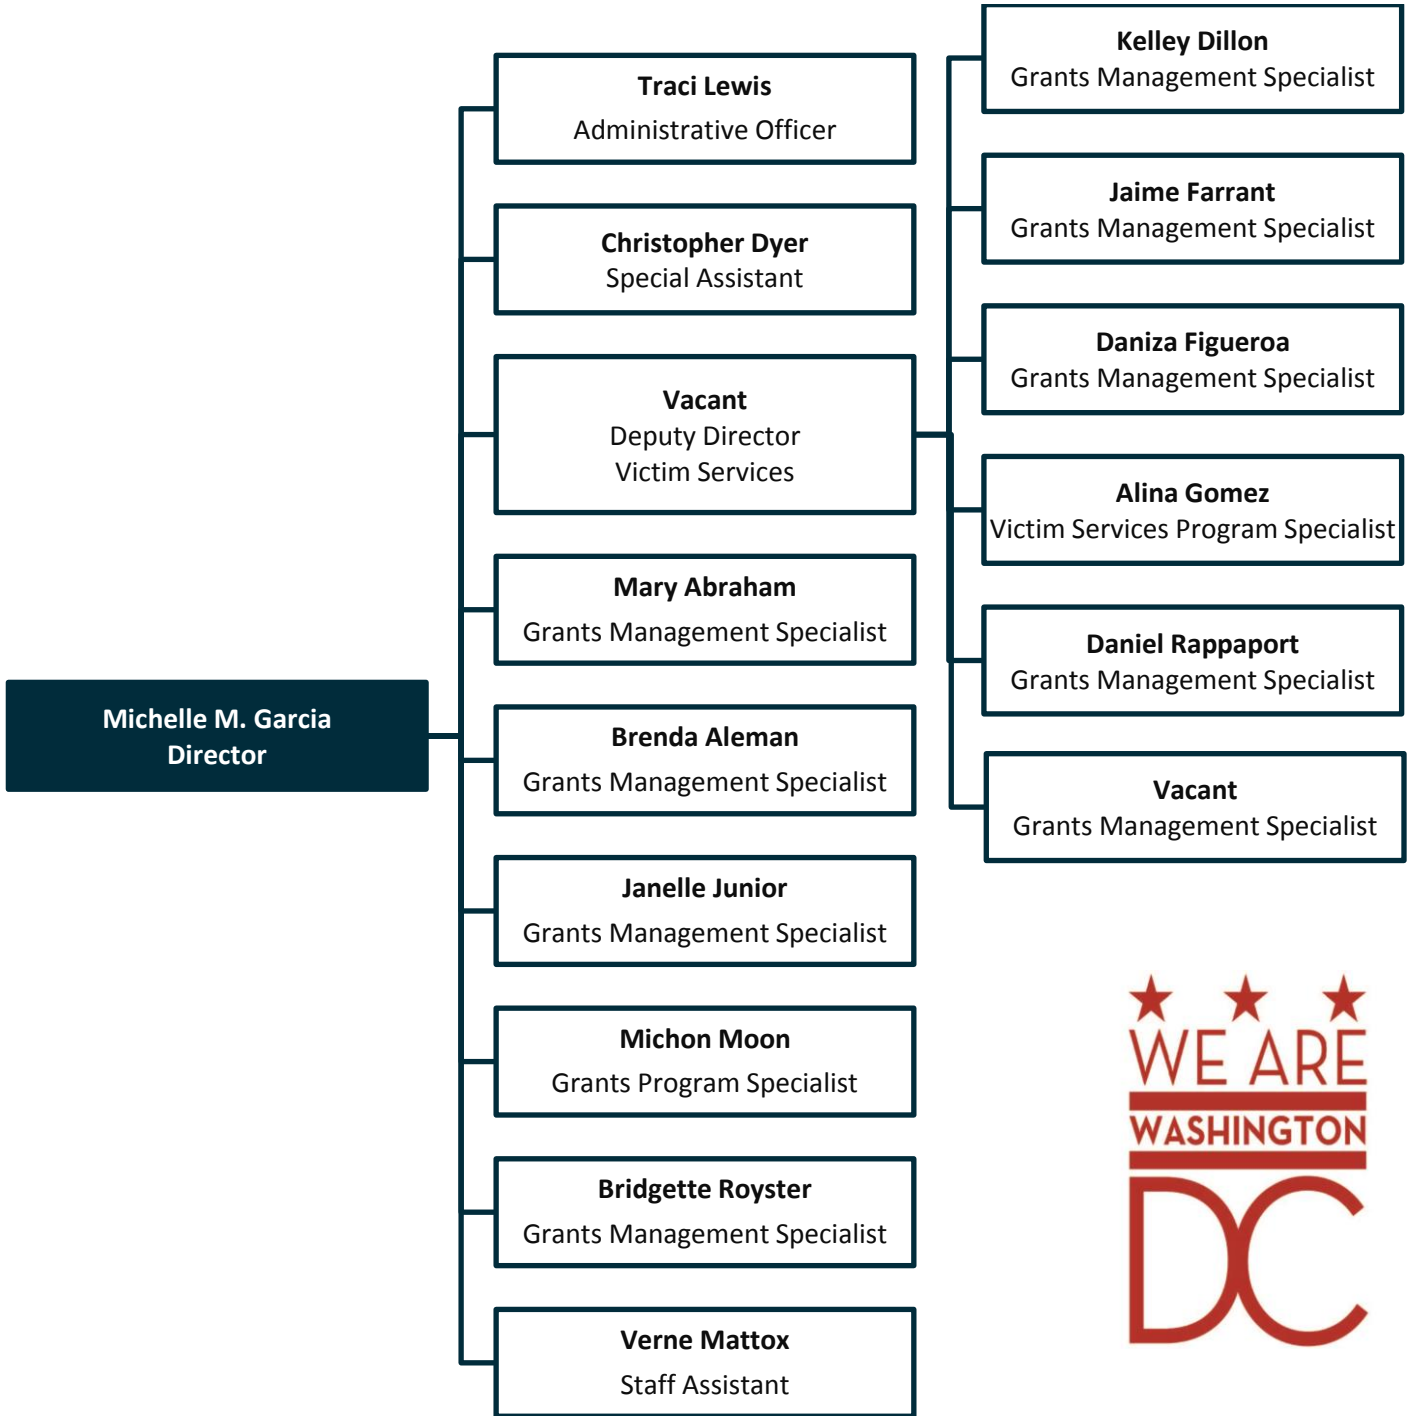 Michelle M. Garcia
Director
Traci Lewis
Administrative Officer
Christopher Dyer
Special Assistant
Vacant
Deputy Director
Victim Services
Mary Abraham
Grants Management Specialist
Brenda Aleman
Grants Management Specialist
Janelle Junior
Grants Management Specialist
Michon Moon
Grants Program Specialist
Bridgette Royster
Grants Management Specialist
Verne Mattox
Staff Assistant
Kelley Dillon
Grants Management Specialist
Jaime Farrant
Grants Management Specialist
Daniza Figueroa
Grants Management Specialist
Alina Gomez
Victim Services Program Specialist
Daniel Rappaport
Grants Management Specialist
Vacant
Grants Management Specialist
WE ARE
WASHINGTON
DC